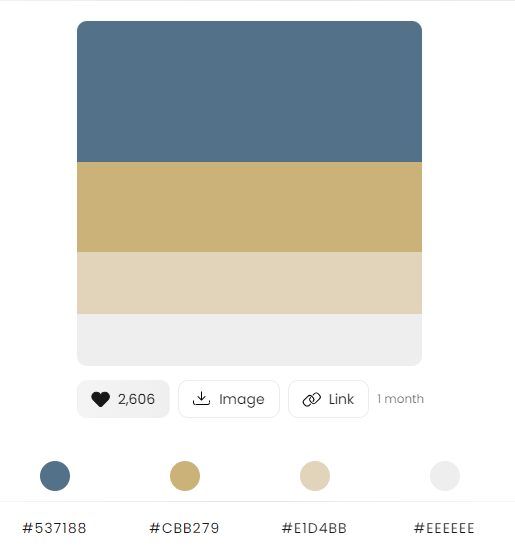 2,606 Image Link 1 month
#537188 #CBB279 #E1D4BB #EEEEEE